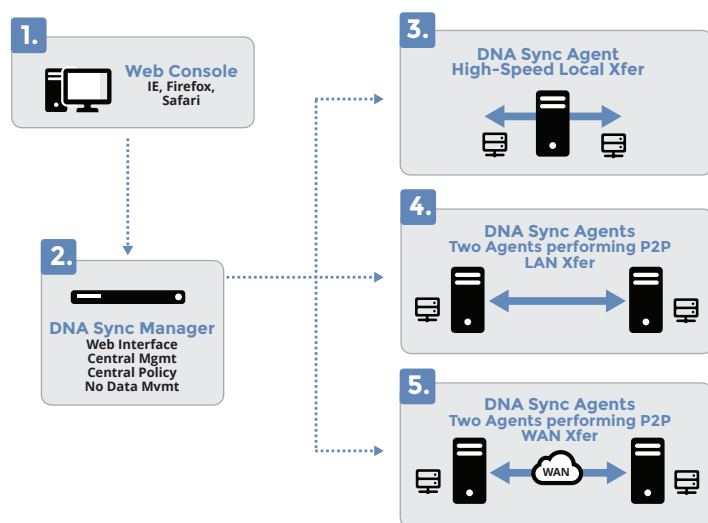 1.
Web Console
IE, Firefox,
Safari
2.
DNA Sync Manager
Web Interface
Central Mgmt
Central Policy
No Data Mvmt
3.
DNA Sync Agent
High-Speed Local Xfer
4.
DNA Sync Agents
Two Agents performing P2P
LAN Xfer
5.
DNA Sync Agents
Two Agents performing P2P
WAN Xfer
WAN